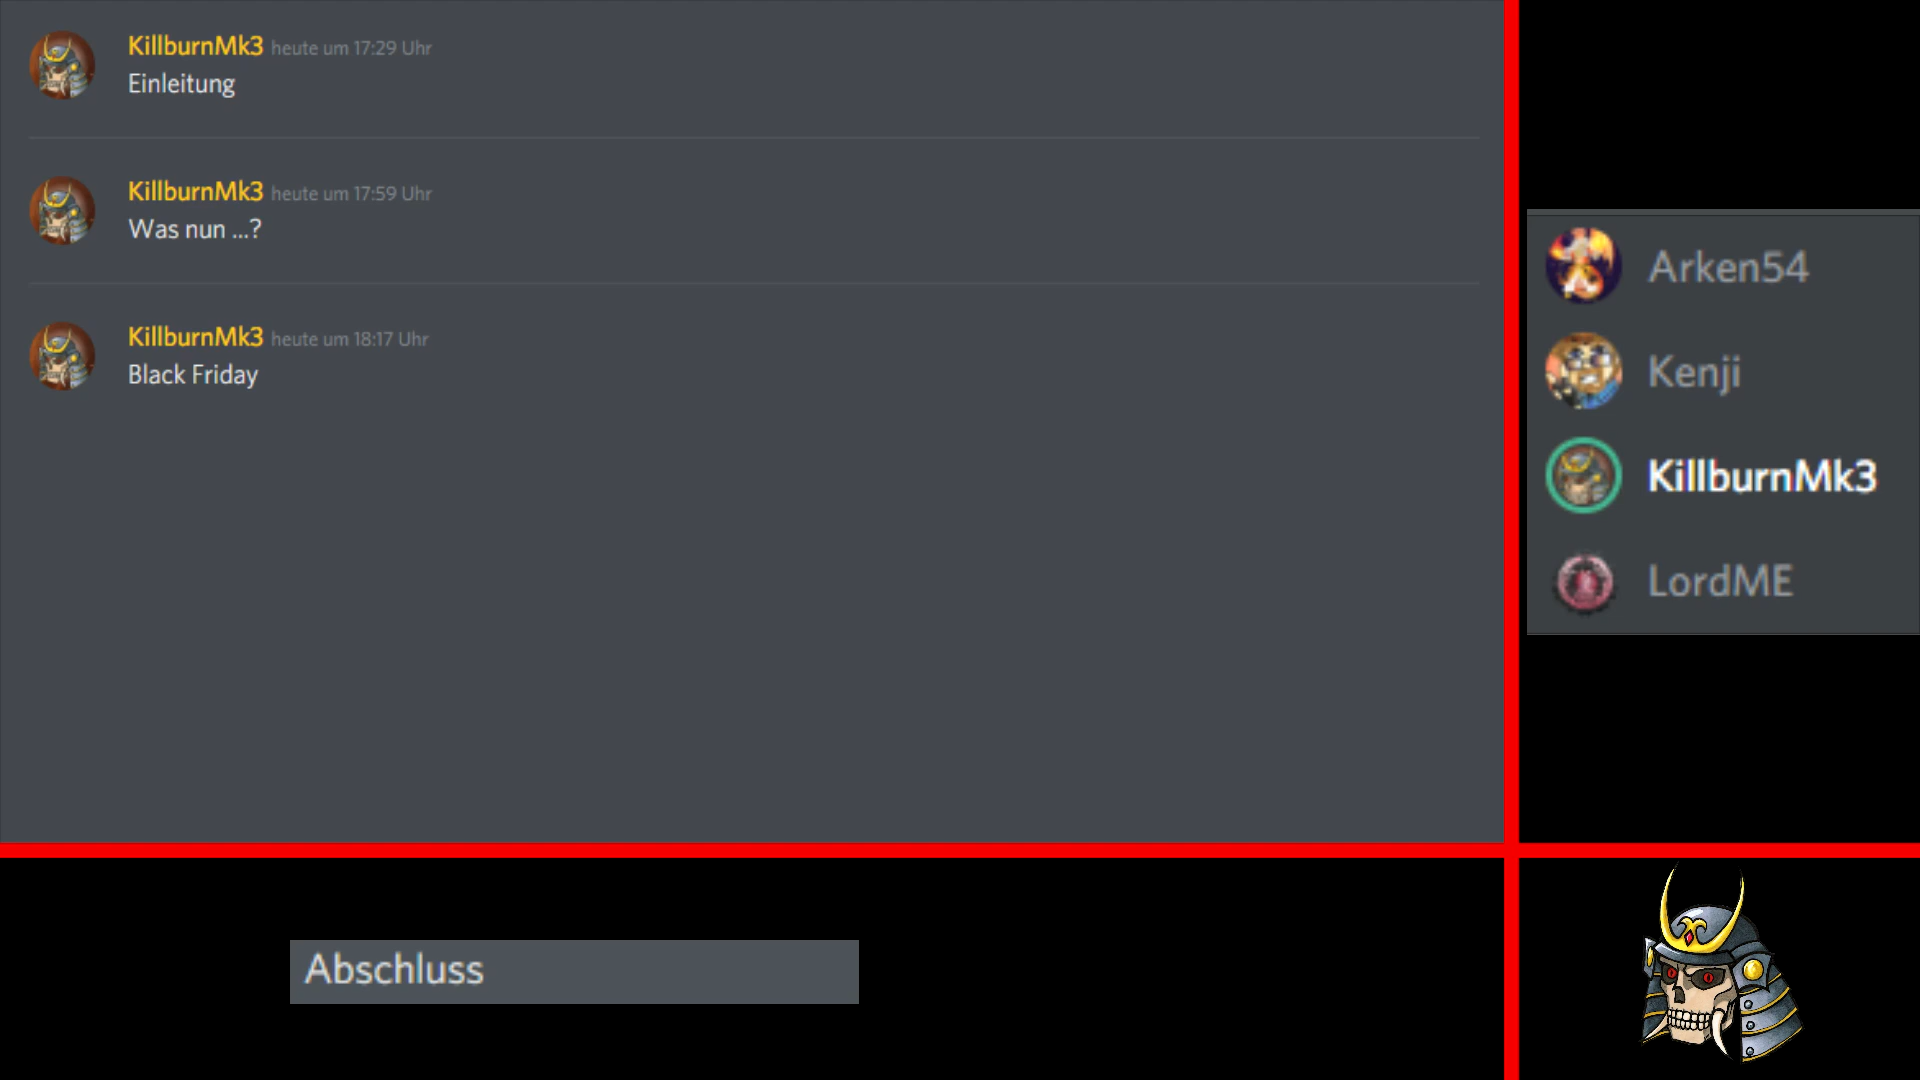 KillburnMk3 heute um 17:29 Uhr
Einleitung
KillburnMk3 heute um 17:59 Uhr
Was nun ...?
KillburnMk3 heute um 18:17 Uhr
Black Friday
Arken54
Kenji
KillburnMk3
LordME
Abschluss